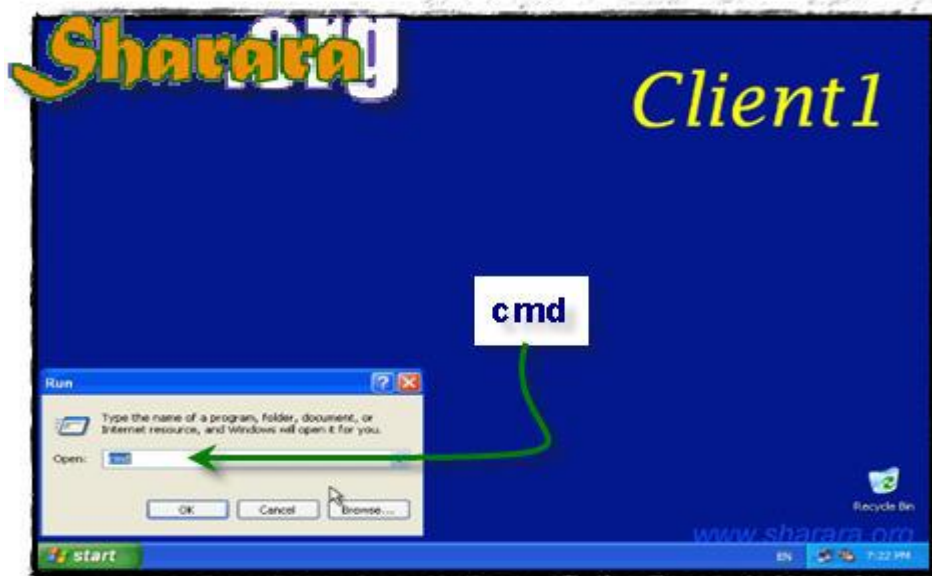 Sharara.org
Client1
cmd
Run
Type the name of a program, folder, document, or
Internet resource, and Windows will open it for you.
Open: cmd
OK Cancel Browse...
Recycle Bin
www.sharara.org
start EN 7:22 PM